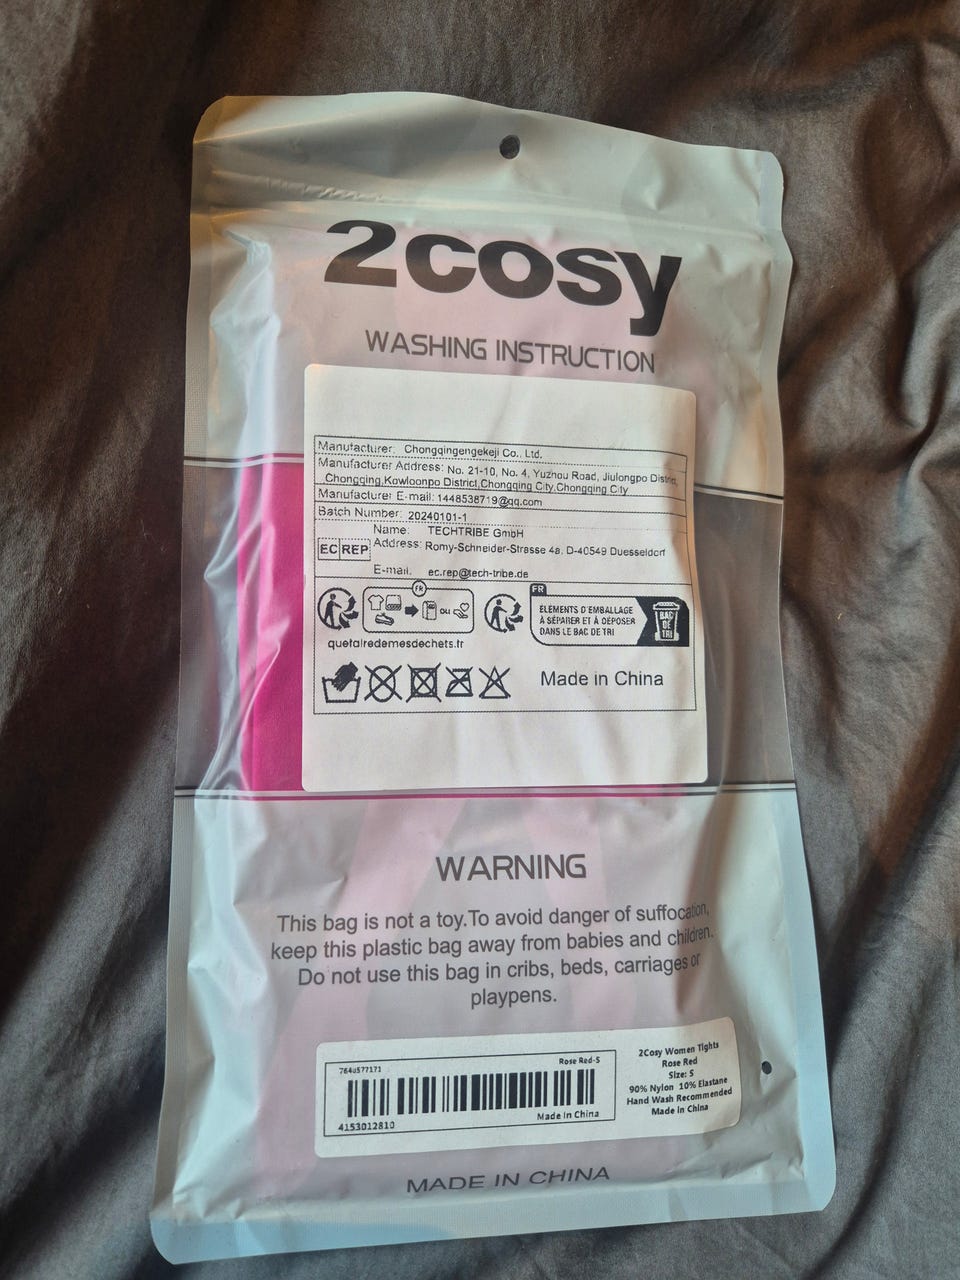 2cosy
WASHING INSTRUCTION
Manufacturer: Chongqingengekeji Co., Ltd.
Manufacturer Address: No. 21-10, No. 4, Yuzhou Road, Jiulongpo District,
Chongqing,Kowloonpo District,Chongqing City,Chongqing City
Manufacturer E-mail: 1448538719@qq.com
Batch Number: 20240101-1
Name: TECHTRIBE GmbH
EC REP
Address: Romy-Schneider-Strasse 4a, D-40549 Duesseldorf
E-mail: ec.rep@tech-tribe.de
FR
OU
quefairedemesdechets.fr
FR
ÉLÉMENTS D'EMBALLAGE
À SÉPARER ET À DÉPOSER
DANS LE BAC DE TRI
BAC
DE
TRI
Made in China
WARNING
This bag is not a toy.To avoid danger of suffocation,
keep this plastic bag away from babies and children.
Do not use this bag in cribs, beds, carriages or
playpens.
Rose Red-S
Made In China
4153012810
2Cosy Women Tights
Rose Red
Size: S
90% Nylon 10% Elastane
Hand Wash Recommended
Made in China
MADE IN CHINA